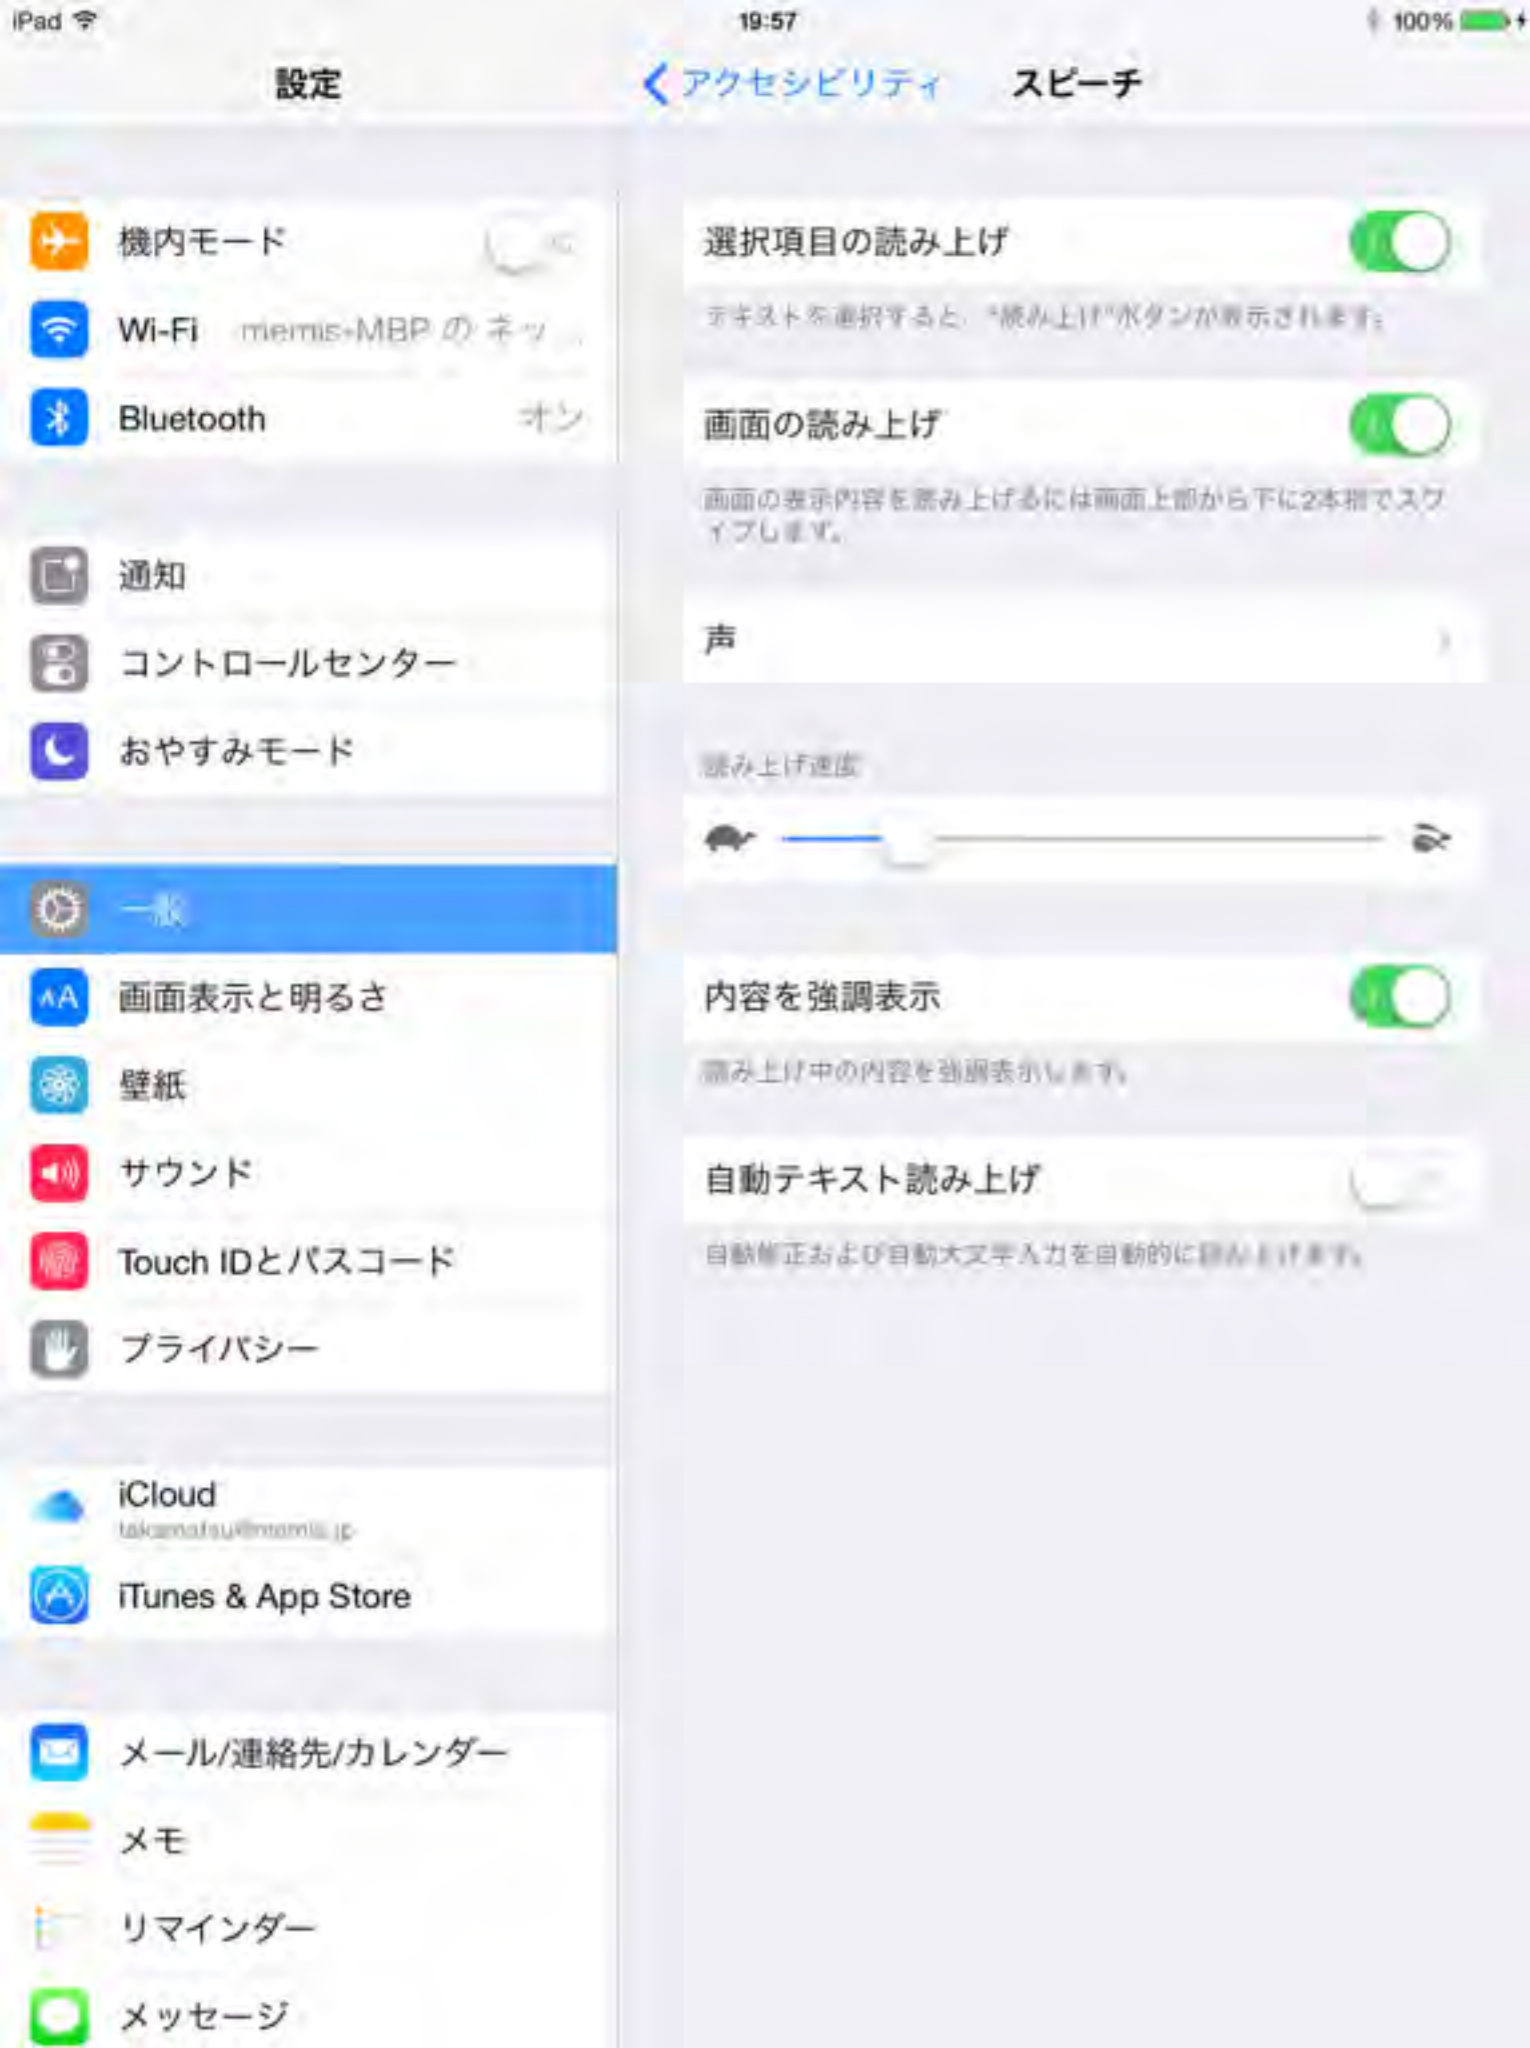 iPad
19:57
100%
設定
アクセシビリティ
スピーチ
機内モード
Wi-Fi memis-MBP の ネッ...
Bluetooth オン
通知
コントロールセンター
おやすみモード
一般
画面表示と明るさ
壁紙
サウンド
Touch IDとパスコード
プライバシー
iCloud
takamatsu@memis.jp
iTunes & App Store
メール/連絡先/カレンダー
メモ
リマインダー
メッセージ
選択項目の読み上げ
テキストを選択すると、"読み上げ"ボタンが表示されます。
画面の読み上げ
画面の表示内容を読み上げるには画面上部から下に2本指でスワ
イプします。
声
読み上げ速度
内容を強調表示
読み上げ中の内容を強調表示します。
自動テキスト読み上げ
自動修正および自動大文字入力を自動的に読み上げます。